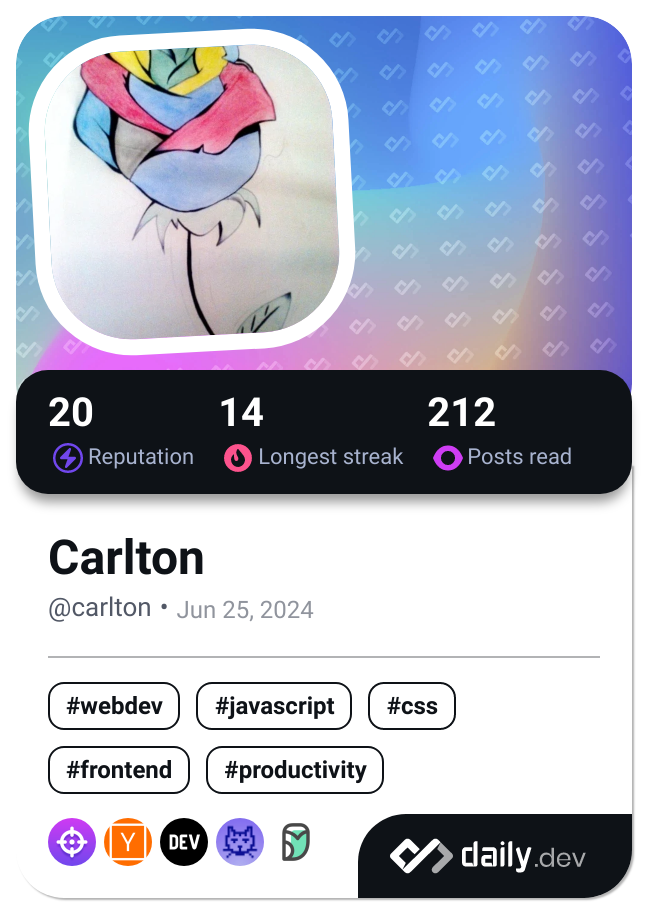 20 14 212
Reputation Longest streak Posts read
Carlton
@carlton • Jun 25, 2024
#webdev #javascript #css
#frontend #productivity
Y DEV
daily.dev